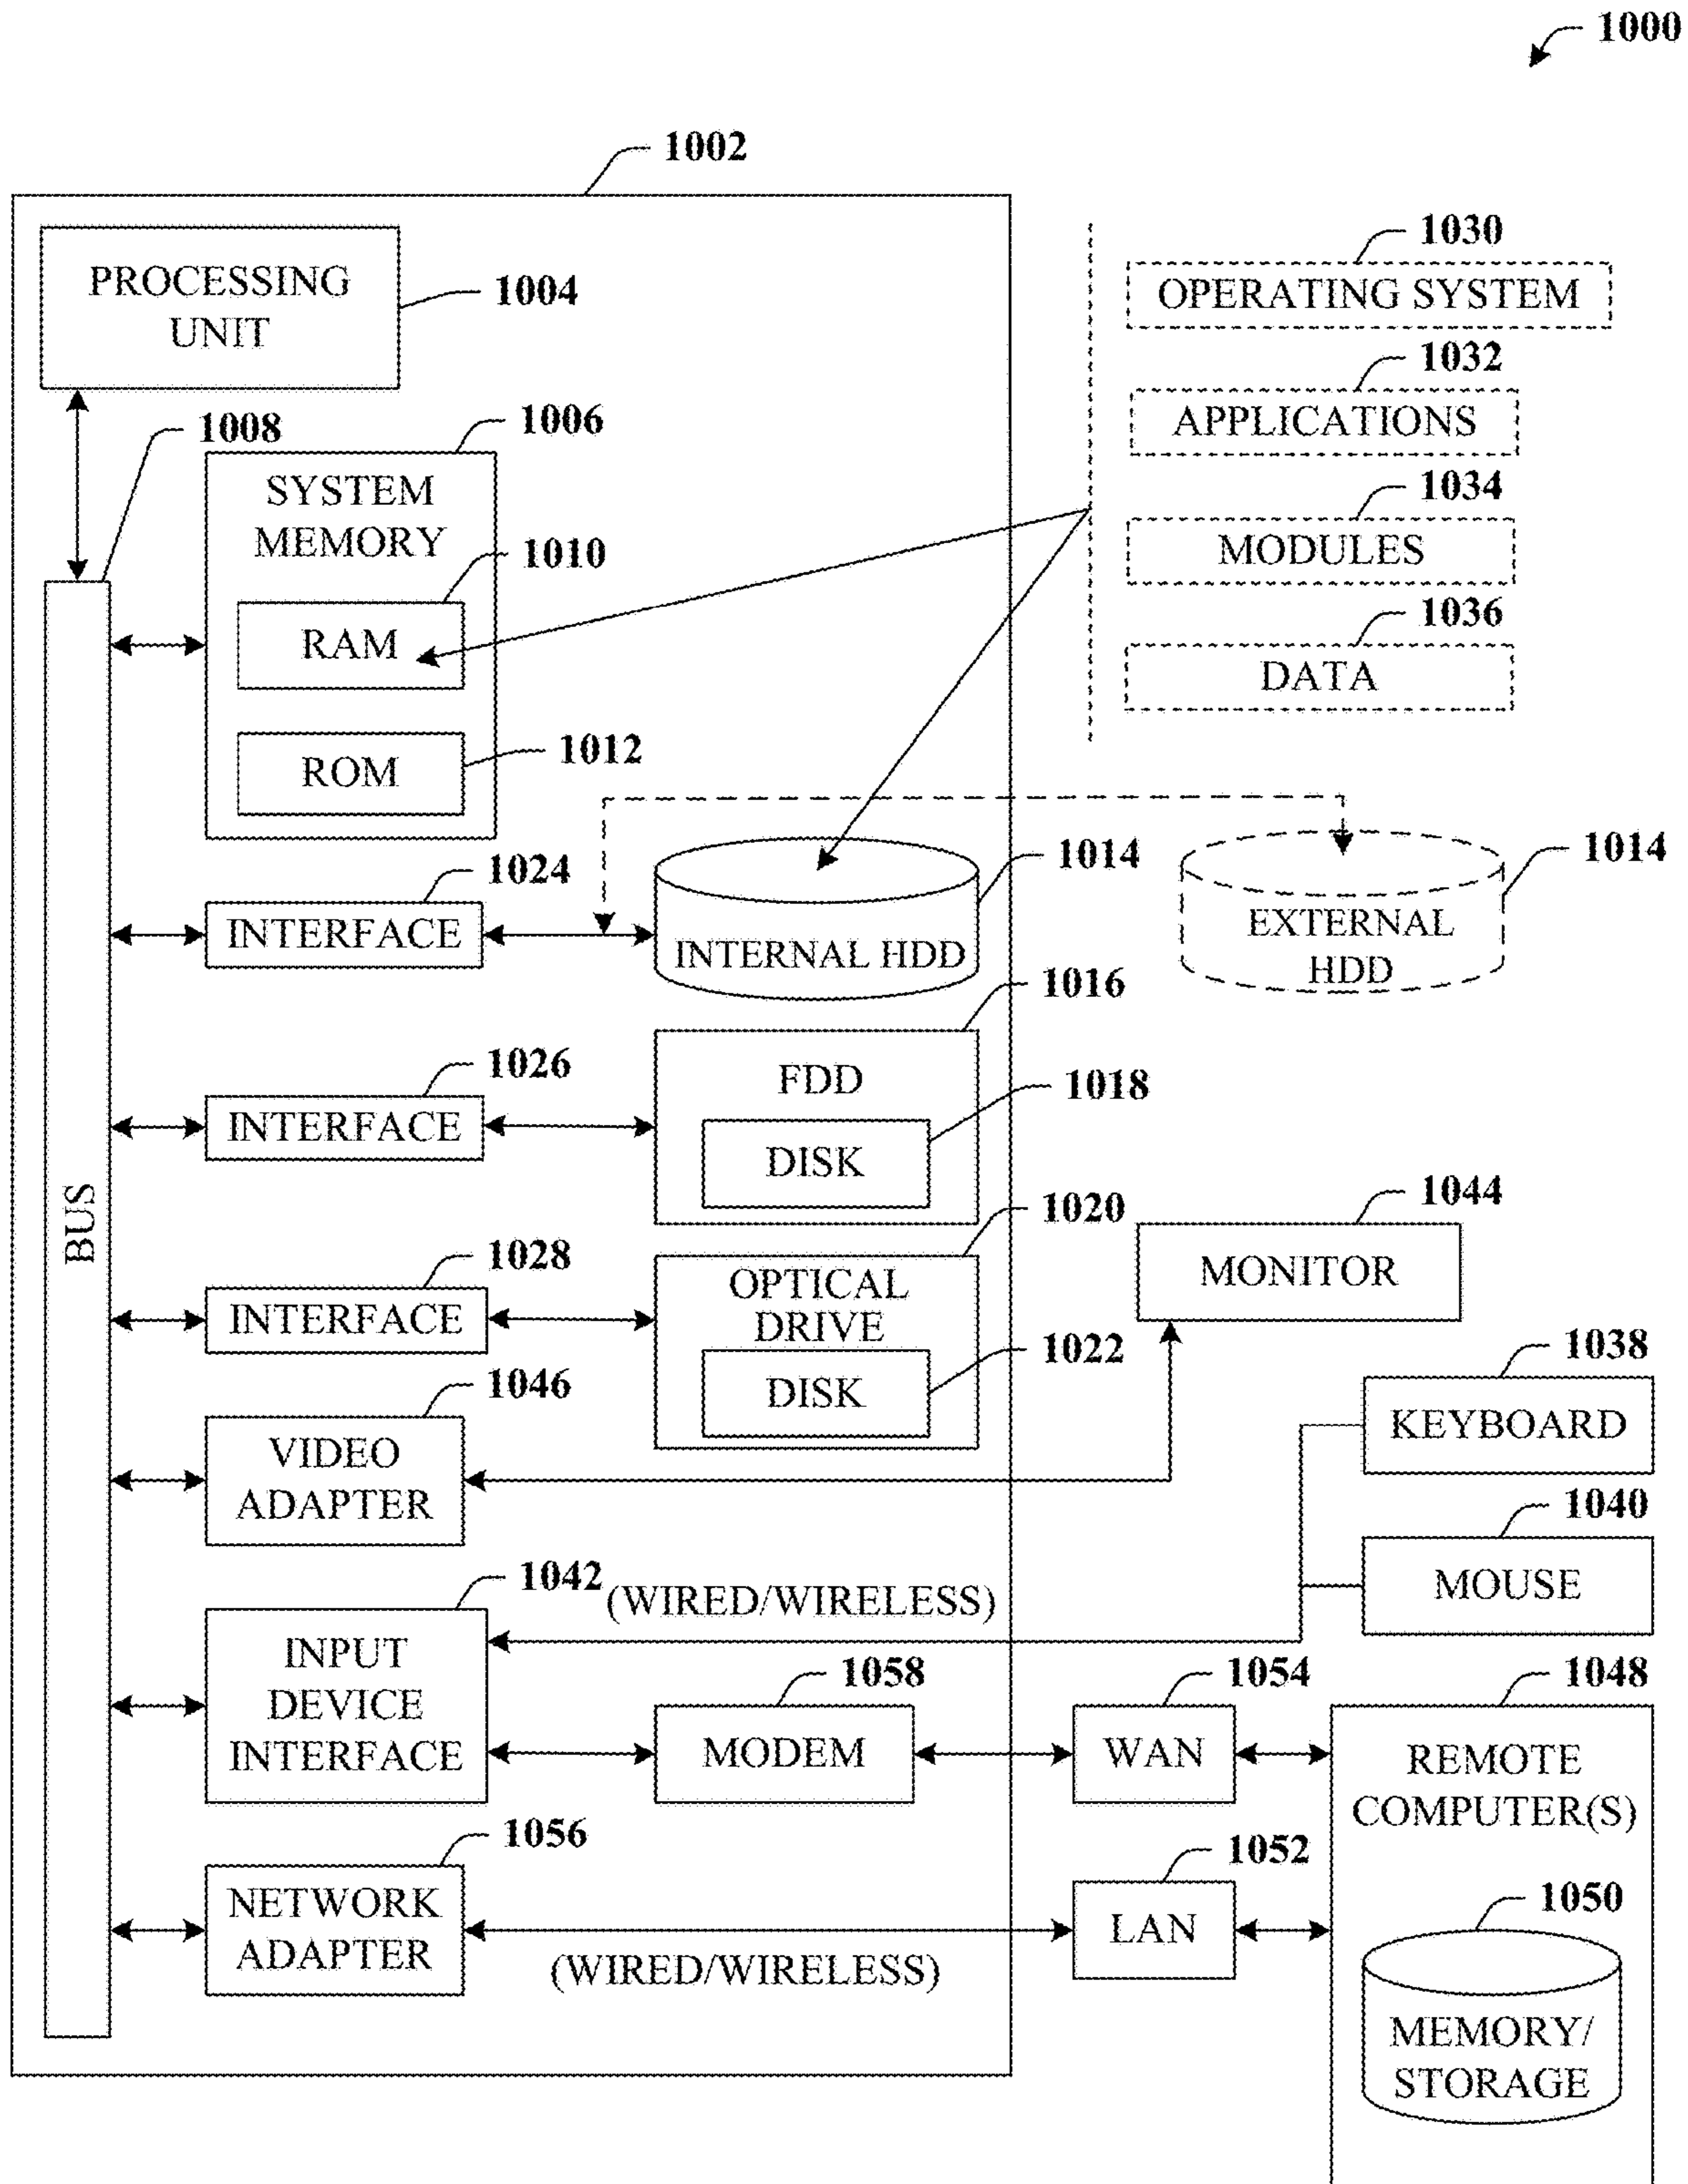 1000
1002
PROCESSING
UNIT
1004
1030
OPERATING SYSTEM
1032
APPLICATIONS
1034
MODULES
1036
DATA
1008
1006
SYSTEM
MEMORY
1010
RAM
1012
ROM
BUS
1024
INTERFACE
1014
INTERNAL HDD
1014
EXTERNAL
HDD
1026
INTERFACE
1016
FDD
1018
DISK
1028
INTERFACE
1020
OPTICAL
DRIVE
1022
DISK
1044
MONITOR
1046
VIDEO
ADAPTER
1038
KEYBOARD
1040
MOUSE
1042
(WIRED/WIRELESS)
INPUT
DEVICE
INTERFACE
1058
MODEM
1054
WAN
1048
REMOTE
COMPUTER(S)
1056
NETWORK
ADAPTER
(WIRED/WIRELESS)
1052
LAN
1050
MEMORY/
STORAGE